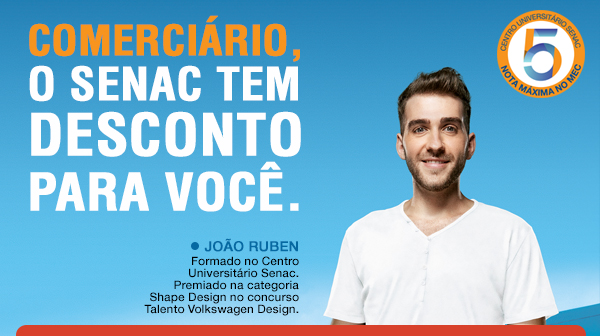 COMERCIÁRIO,
O SENAC TEM
DESCONTO
PARA VOCÊ.
CENTRO UNIVERSITÁRIO SENAC
5
NOTA MÁXIMA NO MEC
• JOÃO RUBEN
Formado no Centro
Universitário Senac.
Premiado na categoria
Shape Design no concurso
Talento Volkswagen Design.